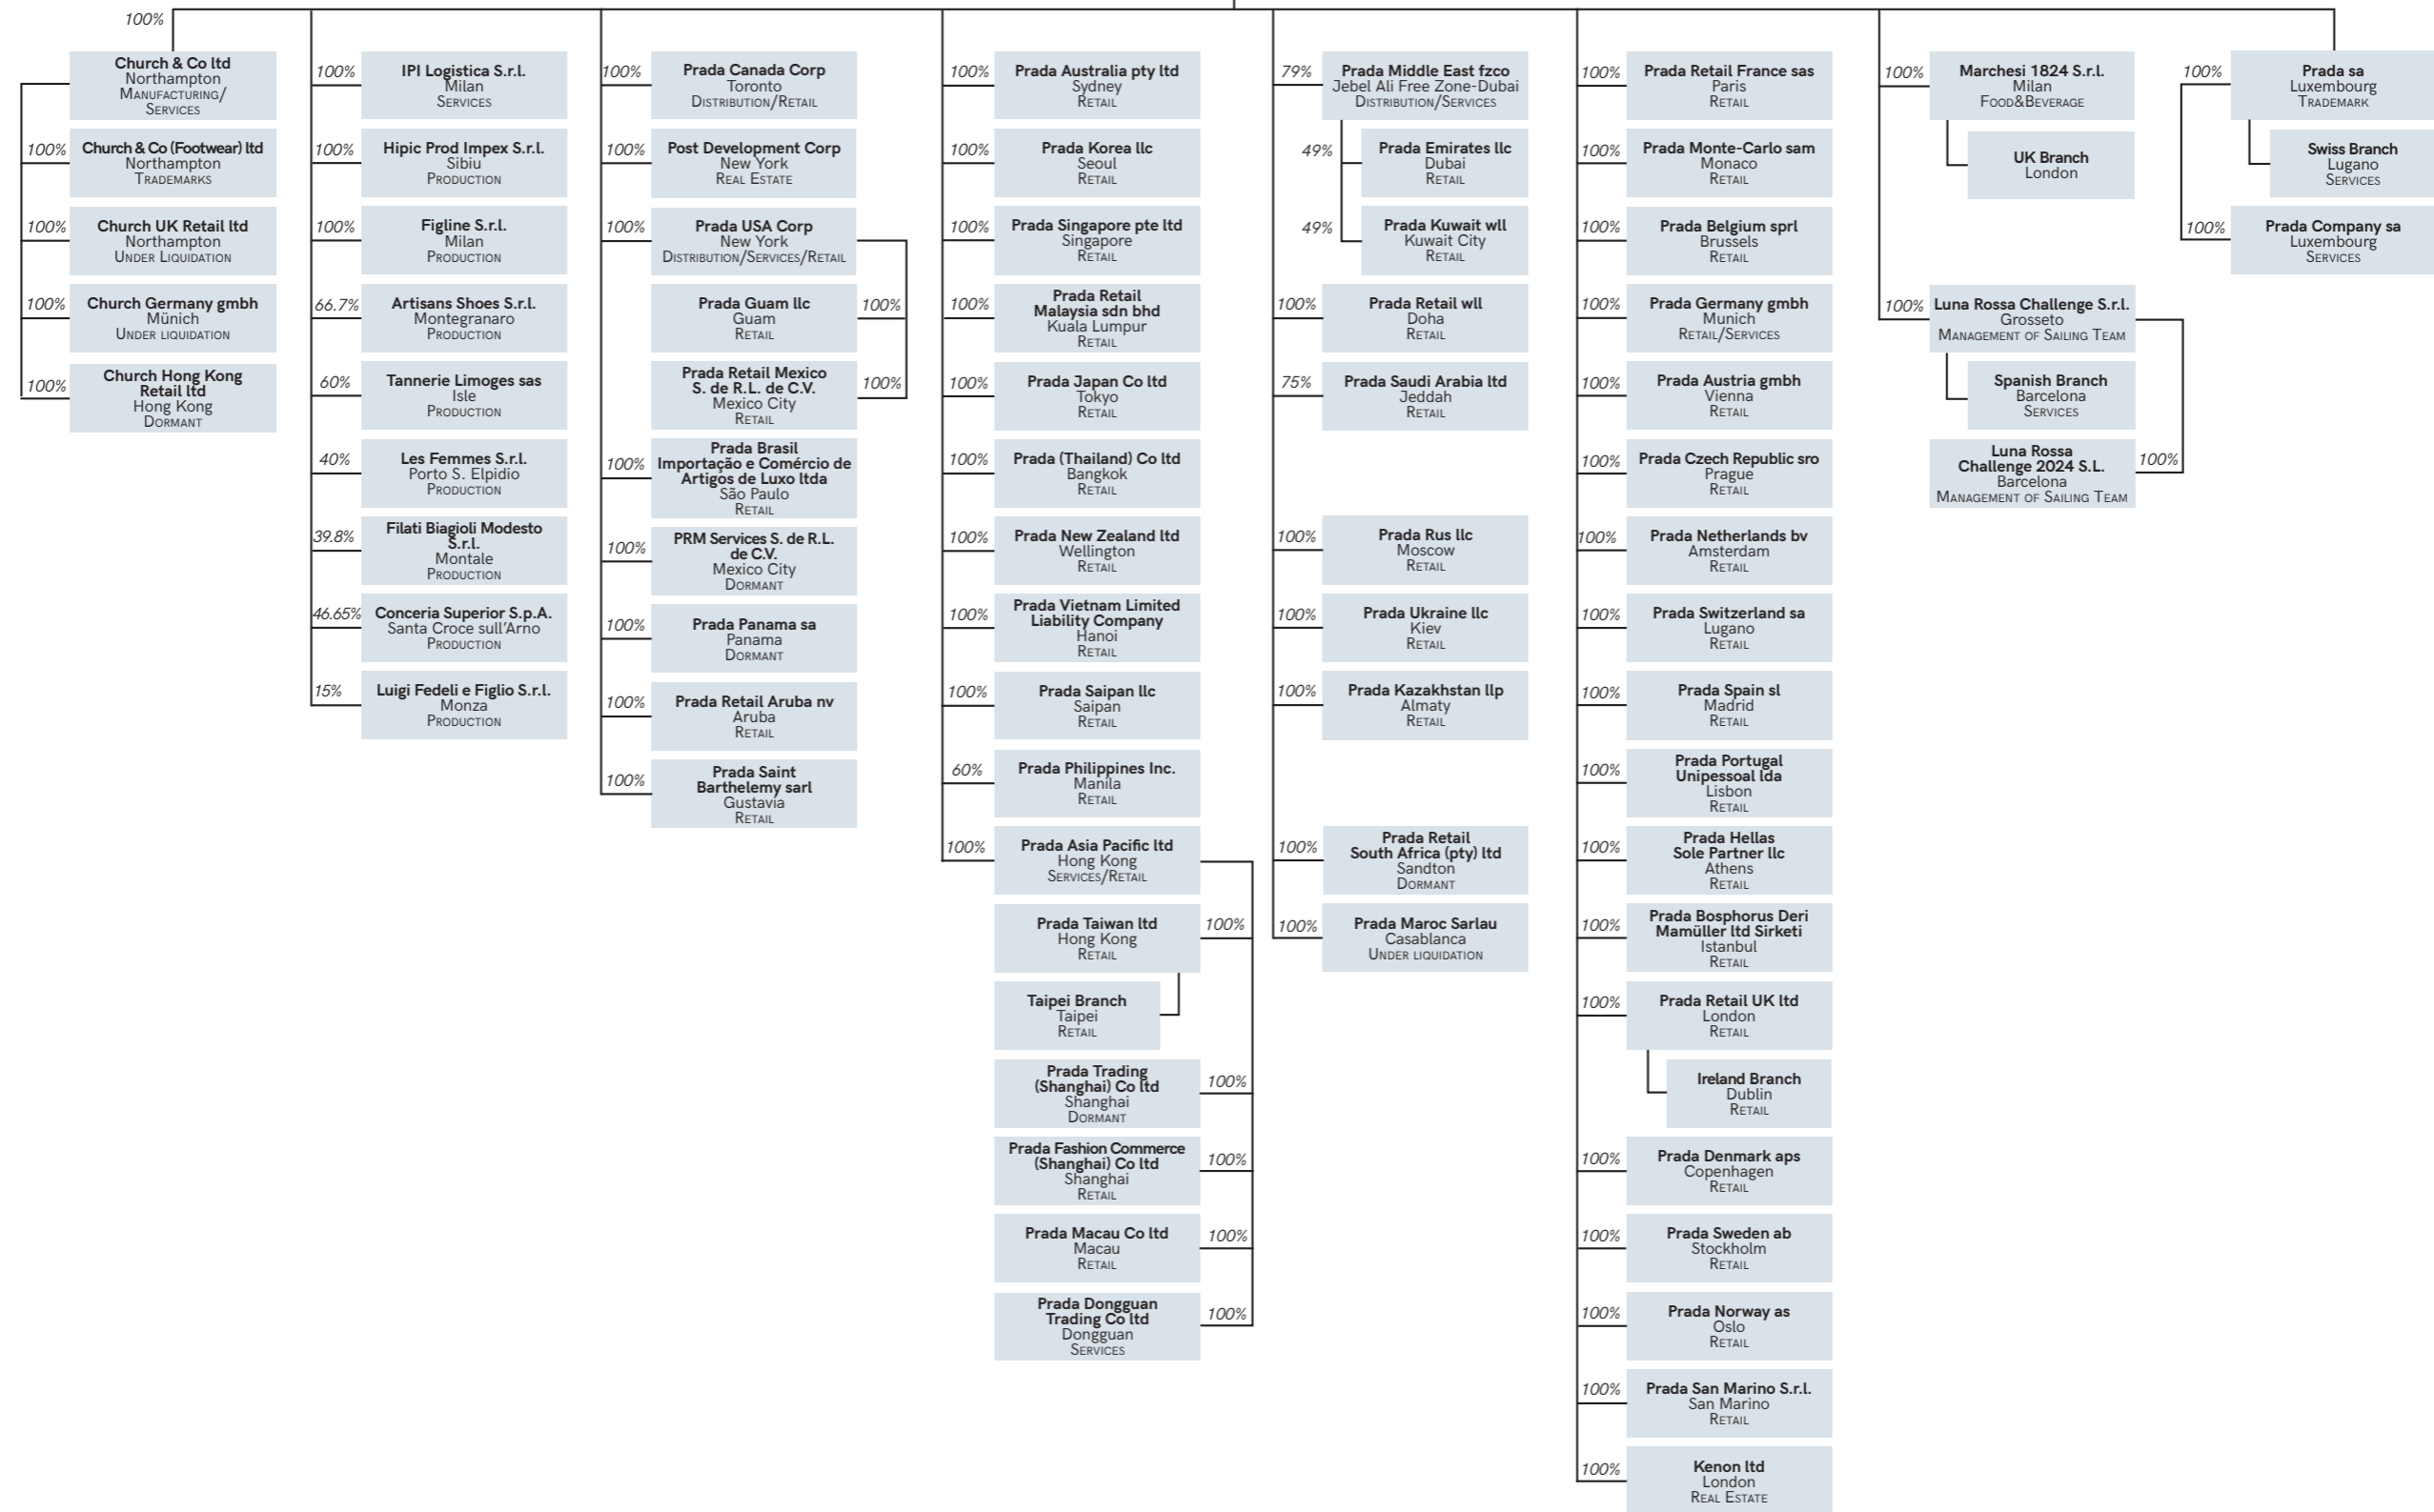 100%
Church & Co ltd
Northampton
Manufacturing/
Services
100%
Church & Co (Footwear) ltd
Northampton
Trademarks
100%
Church UK Retail ltd
Northampton
Under Liquidation
100%
Church Germany gmbh
Münich
Under liquidation
100%
Church Hong Kong
Retail ltd
Hong Kong
Dormant
100%
IPI Logistica S.r.l.
Milan
Services
100%
Hipic Prod Impex S.r.l.
Sibiu
Production
100%
Figline S.r.l.
Milan
Production
66.7%
Artisans Shoes S.r.l.
Montegranaro
Production
60%
Tannerie Limoges sas
Isle
Production
40%
Les Femmes S.r.l.
Porto S. Elpidio
Production
39.8%
Filati Biagioli Modesto
S.r.l.
Montale
Production
46.65%
Conceria Superior S.p.A.
Santa Croce sull'Arno
Production
15%
Luigi Fedeli e Figlio S.r.l.
Monza
Production
100%
Prada Canada Corp
Toronto
Distribution/Retail
100%
Post Development Corp
New York
Real Estate
100%
Prada USA Corp
New York
Distribution/Services/Retail
Prada Guam llc
Guam
Retail
100%
Prada Retail Mexico
S. de R.L. de C.V.
Mexico City
Retail
100%
100%
Prada Brasil
Importação e Comércio de
Artigos de Luxo ltda
São Paulo
Retail
100%
PRM Services S. de R.L.
de C.V.
Mexico City
Dormant
100%
Prada Panama sa
Panama
Dormant
100%
Prada Retail Aruba nv
Aruba
Retail
100%
Prada Saint
Barthelemy sarl
Gustavia
Retail
100%
Prada Australia pty ltd
Sydney
Retail
100%
Prada Korea llc
Seoul
Retail
100%
Prada Singapore pte ltd
Singapore
Retail
100%
Prada Retail
Malaysia sdn bhd
Kuala Lumpur
Retail
100%
Prada Japan Co ltd
Tokyo
Retail
100%
Prada (Thailand) Co ltd
Bangkok
Retail
100%
Prada New Zealand ltd
Wellington
Retail
100%
Prada Vietnam Limited
Liability Company
Hanoi
Retail
100%
Prada Saipan llc
Saipan
Retail
60%
Prada Philippines Inc.
Manila
Retail
100%
Prada Asia Pacific ltd
Hong Kong
Services/Retail
Prada Taiwan ltd
Hong Kong
Retail
100%
Taipei Branch
Taipei
Retail
Prada Trading
(Shanghai) Co ltd
Shanghai
Dormant
100%
Prada Fashion Commerce
(Shanghai) Co ltd
Shanghai
Retail
100%
Prada Macau Co ltd
Macau
Retail
100%
Prada Dongguan
Trading Co ltd
Dongguan
Services
100%
79%
Prada Middle East fzco
Jebel Ali Free Zone-Dubai
Distribution/Services
49%
Prada Emirates llc
Dubai
Retail
49%
Prada Kuwait wll
Kuwait City
Retail
100%
Prada Retail wll
Doha
Retail
75%
Prada Saudi Arabia ltd
Jeddah
Retail
100%
Prada Rus llc
Moscow
Retail
100%
Prada Ukraine llc
Kiev
Retail
100%
Prada Kazakhstan llp
Almaty
Retail
100%
Prada Retail
South Africa (pty) ltd
Sandton
Dormant
100%
Prada Maroc Sarlau
Casablanca
Under liquidation
100%
Prada Retail France sas
Paris
Retail
100%
Prada Monte-Carlo sam
Monaco
Retail
100%
Prada Belgium sprl
Brussels
Retail
100%
Prada Germany gmbh
Munich
Retail/Services
100%
Prada Austria gmbh
Vienna
Retail
100%
Prada Czech Republic sro
Prague
Retail
100%
Prada Netherlands bv
Amsterdam
Retail
100%
Prada Switzerland sa
Lugano
Retail
100%
Prada Spain sl
Madrid
Retail
100%
Prada Portugal
Unipessoal lda
Lisbon
Retail
100%
Prada Hellas
Sole Partner llc
Athens
Retail
100%
Prada Bosphorus Deri
Mamüller ltd Sirketi
Istanbul
Retail
100%
Prada Retail UK ltd
London
Retail
Ireland Branch
Dublin
Retail
100%
Prada Denmark aps
Copenhagen
Retail
100%
Prada Sweden ab
Stockholm
Retail
100%
Prada Norway as
Oslo
Retail
100%
Prada San Marino S.r.l.
San Marino
Retail
100%
Kenon ltd
London
Real Estate
100%
Marchesi 1824 S.r.l.
Milan
Food&Beverage
UK Branch
London
100%
Luna Rossa Challenge S.r.l.
Grosseto
Management of Sailing Team
Spanish Branch
Barcelona
Services
Luna Rossa
Challenge 2024 S.L.
Barcelona
Management of Sailing Team
100%
100%
Prada sa
Luxembourg
Trademark
Swiss Branch
Lugano
Services
100%
Prada Company sa
Luxembourg
Services